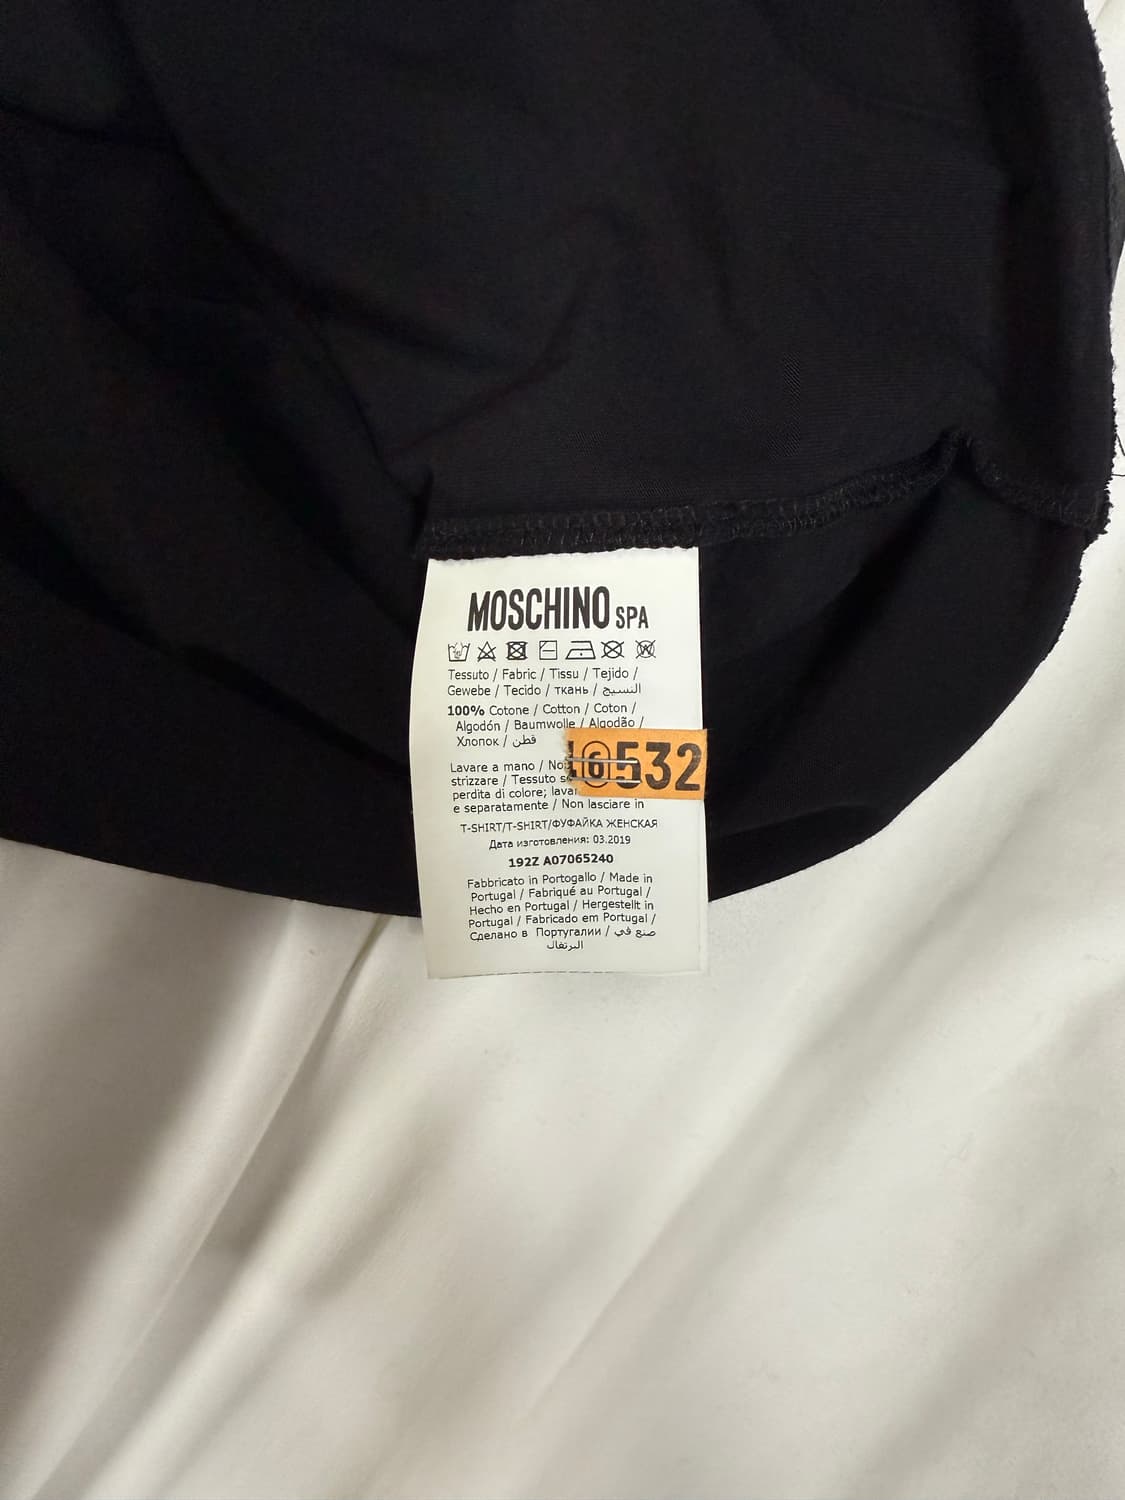 MOSCHINO SPA
Tessuto / Fabric / Tissu / Tejido /
Gewebe / Tecido / ткань / النسيج
100% Cotone / Cotton / Coton /
Algodón / Baumwolle / Algodão /
Хлопок / قطن
6532
Lavare a mano /
strizzare / Tessuto
perdita di colore;
e separatamente / Non lasciare in
T-SHIRT/T-SHIRT/ФУФАЙКА ЖЕНСКАЯ
Дата изготовления: 03.2019
192Z A07065240
Fabbricato in Portogallo / Made in
Portugal / Fabriqué au Portugal /
Hecho en Portugal / Hergestellt in
Portugal / Fabricado em Portugal /
Сделано в Португалии / صنع في
البرتغال